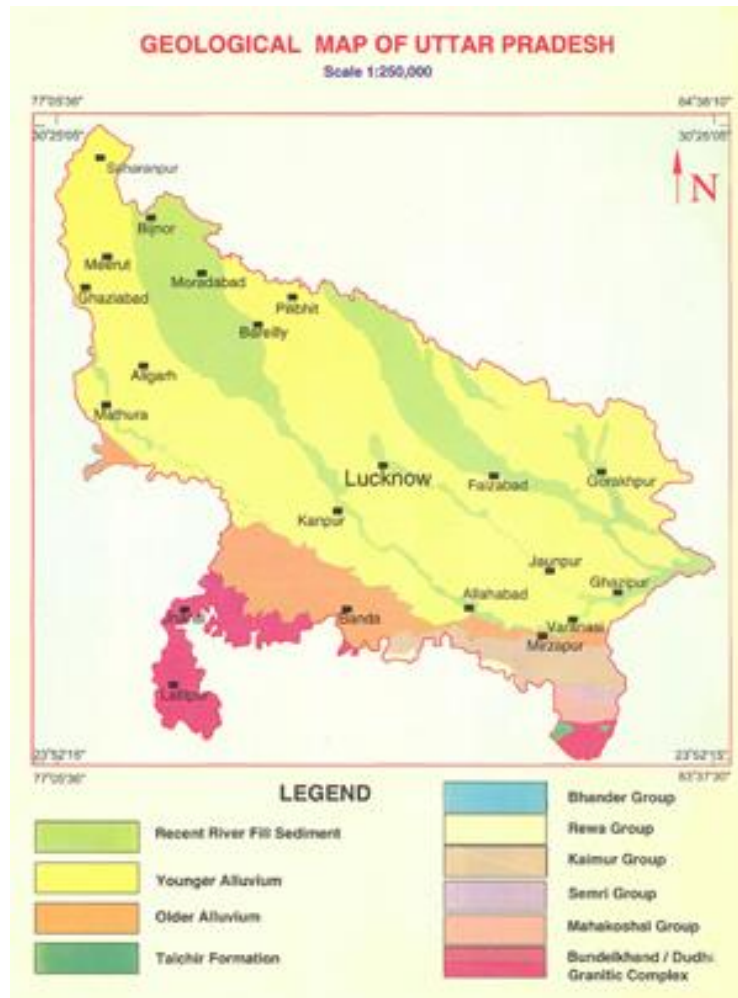 GEOLOGICAL MAP OF UTTAR PRADESH
Scale 1:250,000
77°05'36" 84°38'10"
30°25'05" 30°25'05"
N
Saharanpur
Bijnor
Meerut
Moradabad
Ghaziabad
Pilibhit
Bareilly
Aligarh
Mathura
Lucknow
Faizabad
Gorakhpur
Kanpur
Jaunpur
Ghazipur
Allahabad
Jhansi
Banda
Varanasi
Mirzapur
Lalitpur
23°52'15" 23°52'15"
77°05'36" 83°37'30"
LEGEND
Recent River Fill Sediment
Younger Alluvium
Older Alluvium
Talchir Formation
Bhander Group
Rewa Group
Kaimur Group
Semri Group
Mahakoshal Group
Bundelkhand / Dudhi
Granitic Complex